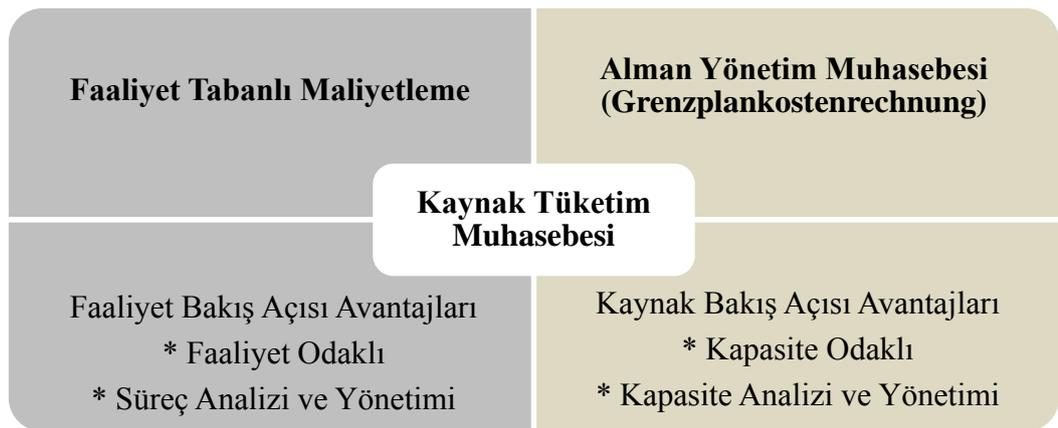 Faaliyet Tabanlı Maliyetleme
Alman Yönetim Muhasebesi
(Grenzplankostenrechnung)
Kaynak Tüketim
Muhasebesi
Faaliyet Bakış Açısı Avantajları
* Faaliyet Odaklı
* Süreç Analizi ve Yönetimi
Kaynak Bakış Açısı Avantajları
* Kapasite Odaklı
* Kapasite Analizi ve Yönetimi